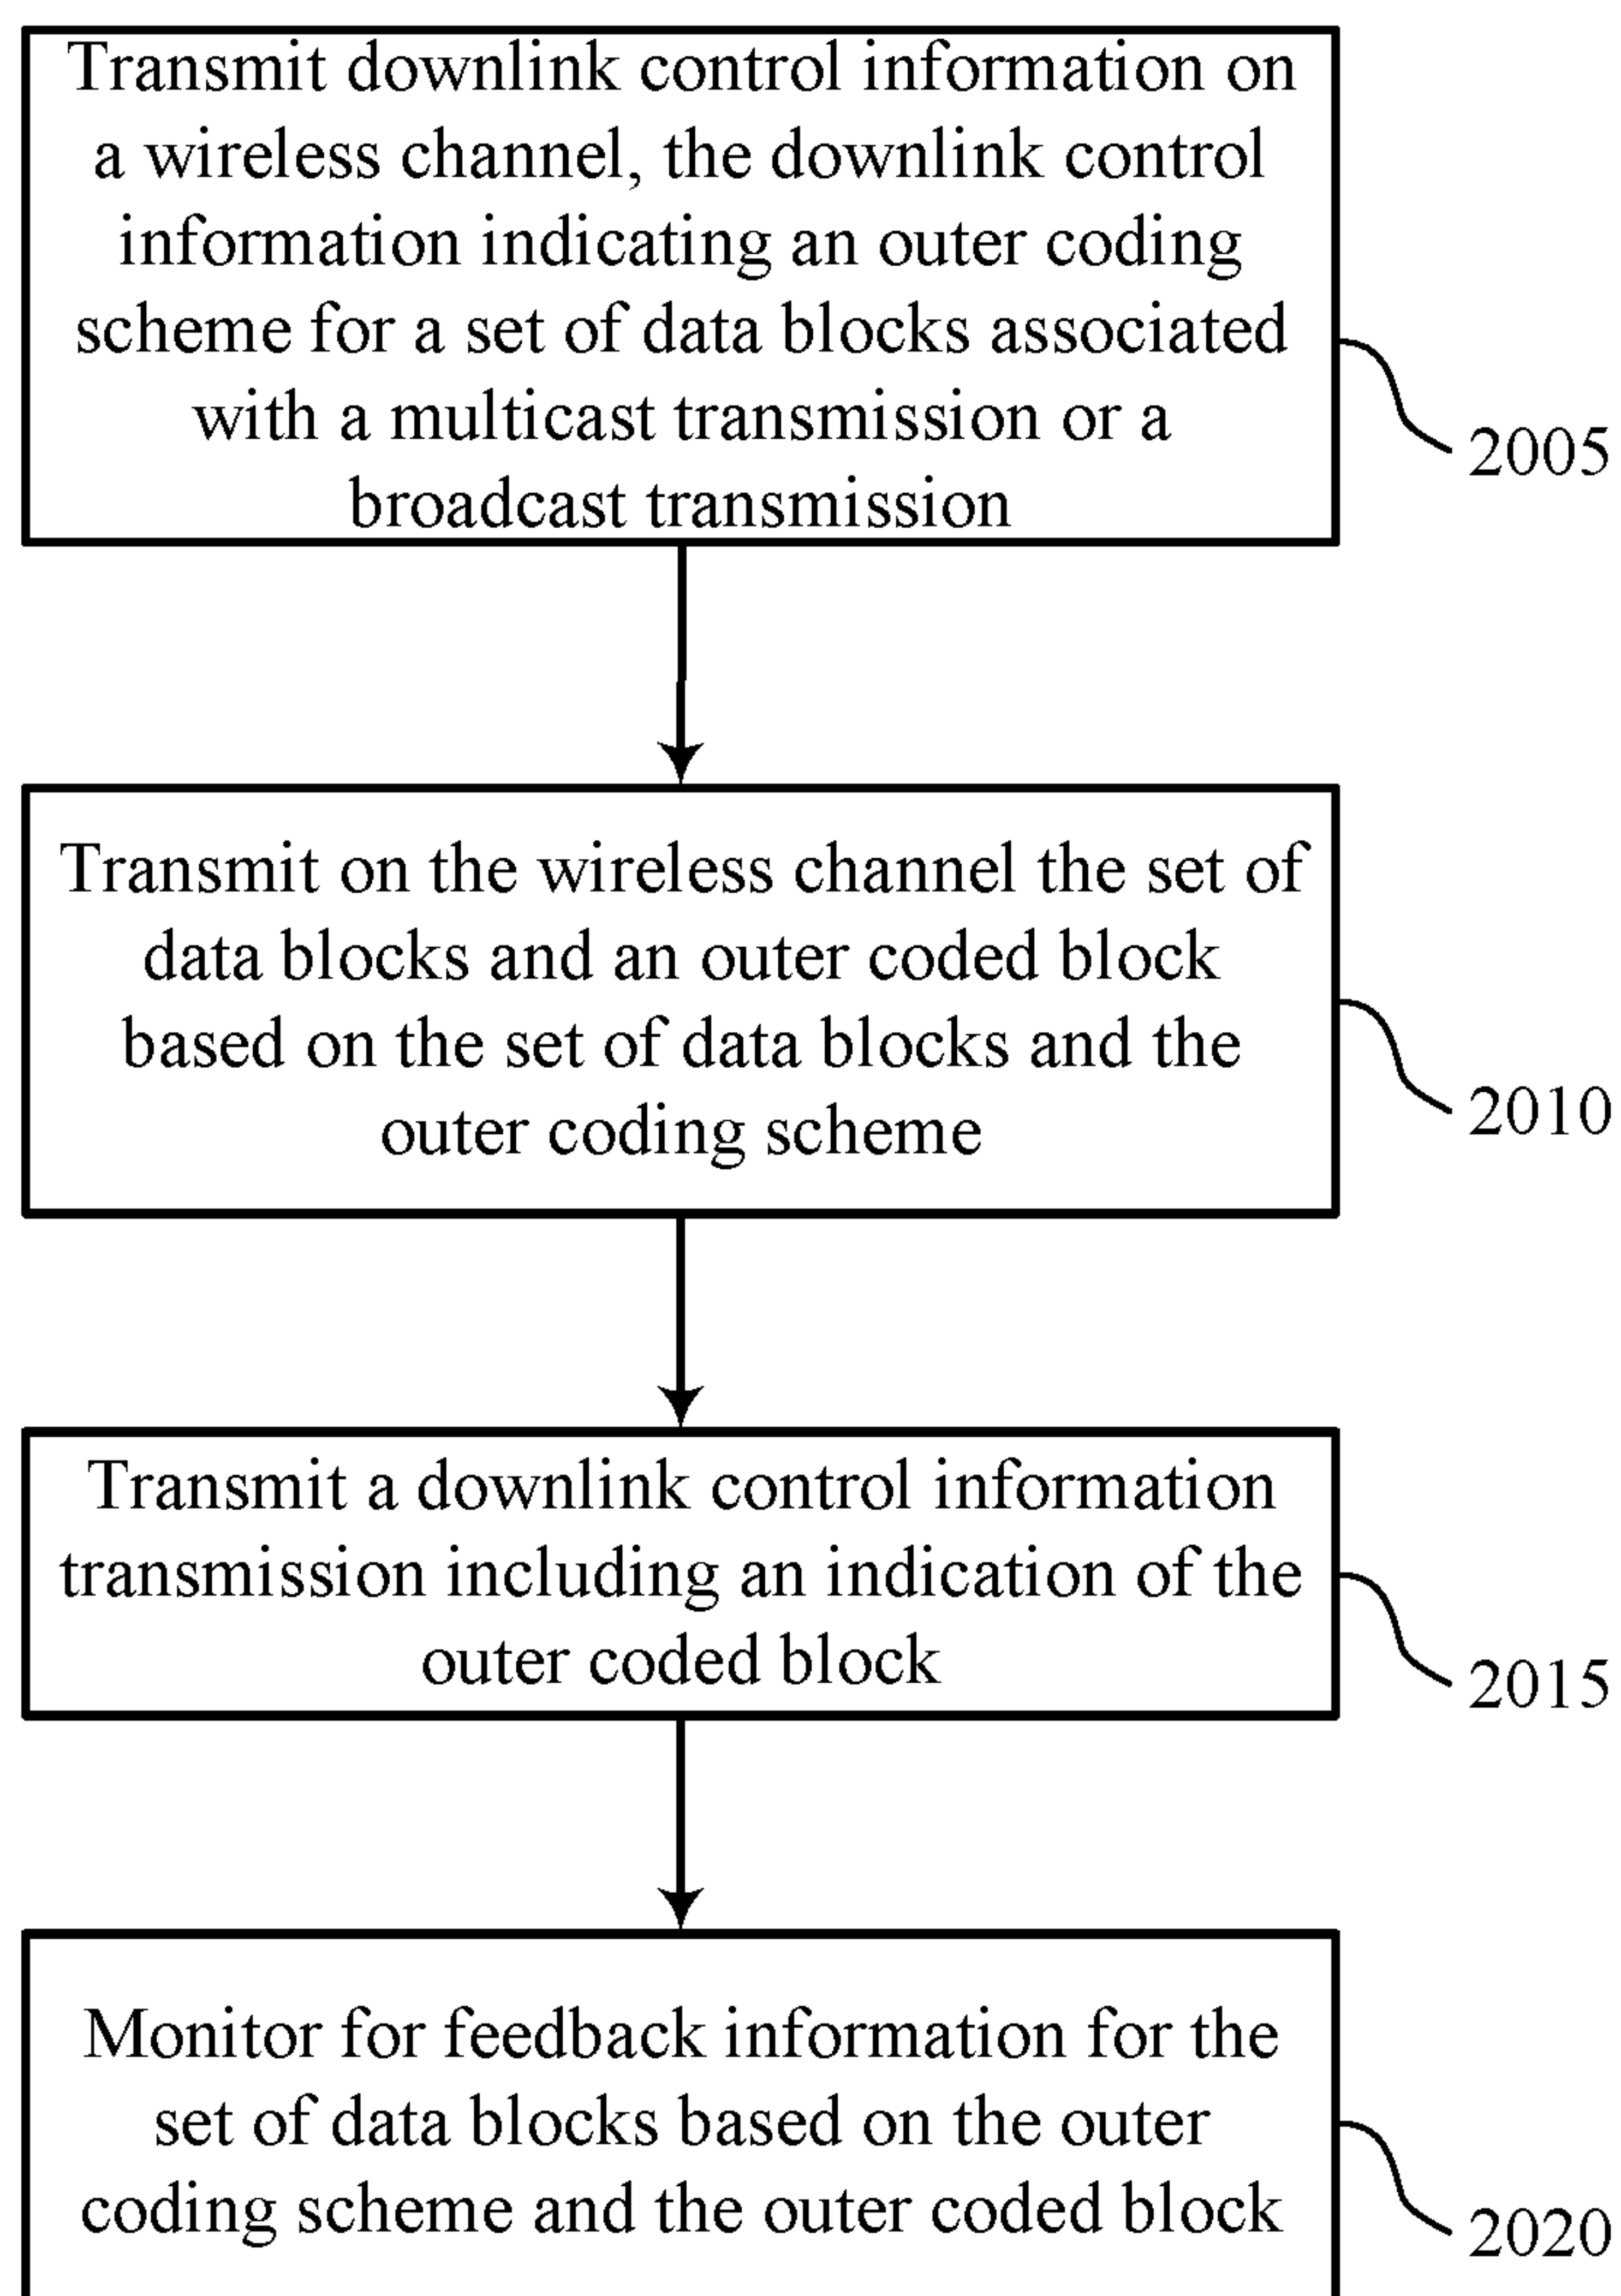 Transmit downlink control information on
a wireless channel, the downlink control
information indicating an outer coding
scheme for a set of data blocks associated
with a multicast transmission or a
broadcast transmission
2005
Transmit on the wireless channel the set of
data blocks and an outer coded block
based on the set of data blocks and the
outer coding scheme
2010
Transmit a downlink control information
transmission including an indication of the
outer coded block
2015
Monitor for feedback information for the
set of data blocks based on the outer
coding scheme and the outer coded block
2020